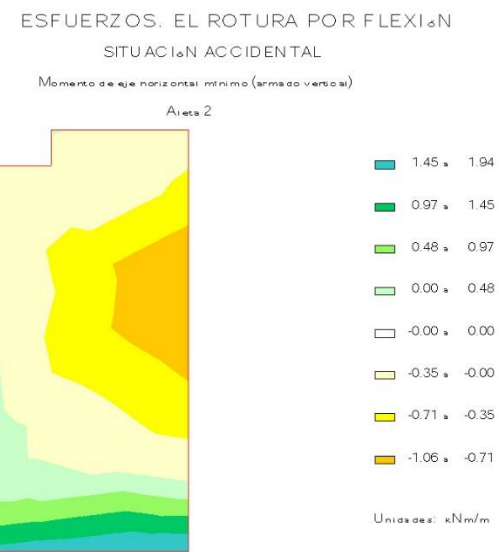 ESFUERZOS. EL ROTURA POR FLEXIóN
SITUACIóN ACCIDENTAL
Momento de eje horizontal mínimo (armado vertical)
Aleta 2
1.45 a 1.94
0.97 a 1.45
0.48 a 0.97
0.00 a 0.48
-0.00 a 0.00
-0.35 a -0.00
-0.71 a -0.35
-1.06 a -0.71
Unidades: kNm/m